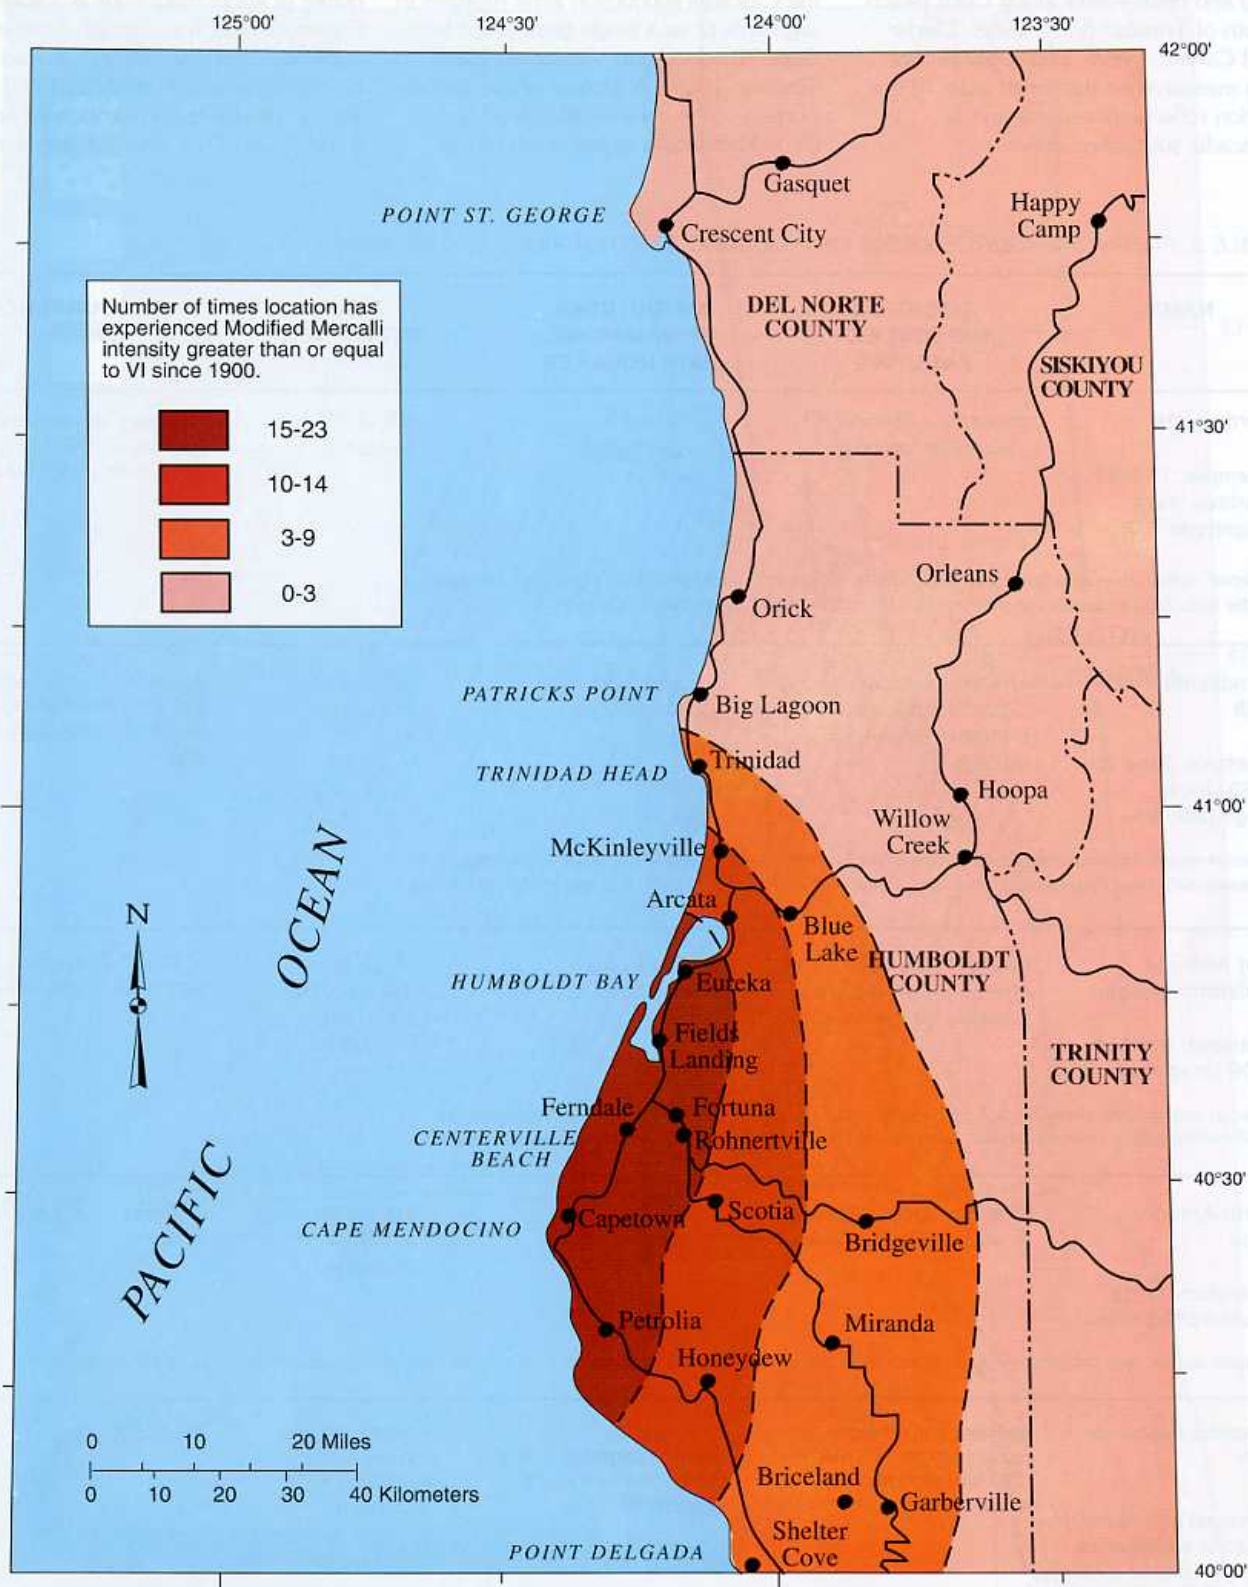 125°00'
124°30'
124°00'
123°30'
42°00'
Gasquet
Happy
Camp
POINT ST. GEORGE
Crescent City
Number of times location has
experienced Modified Mercalli
intensity greater than or equal
to VI since 1900.
15-23
10-14
3-9
0-3
DEL NORTE
COUNTY
SISKIYOU
COUNTY
41°30'
Orleans
Orick
PATRICKS POINT
Big Lagoon
Trinidad
TRINIDAD HEAD
Hoopa
41°00'
Willow
Creek
McKinleyville
Arcata
Blue
Lake
N
PACIFIC OCEAN
HUMBOLDT
COUNTY
HUMBOLDT BAY
Eureka
Fields
Landing
TRINITY
COUNTY
Ferndale
Fortuna
CENTERVILLE
BEACH
Rohnertville
40°30'
Scotia
Capetown
CAPE MENDOCINO
Bridgeville
Petrolia
Miranda
Honeydew
0 10 20 Miles
0 10 20 30 40 Kilometers
Briceland
Garberville
Shelter
Cove
POINT DELGADA
40°00'